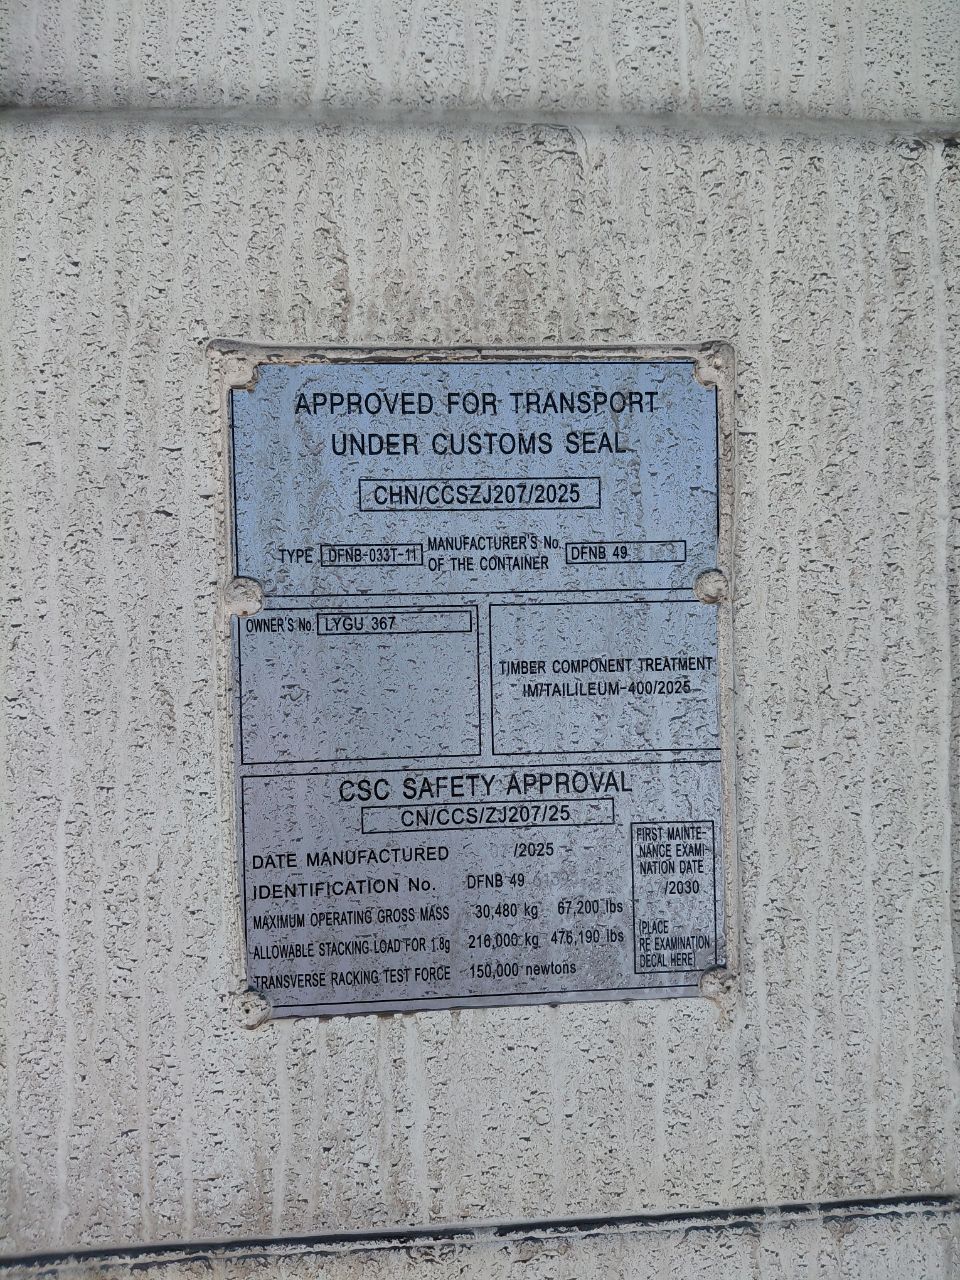 APPROVED FOR TRANSPORT
UNDER CUSTOMS SEAL
CHN/CCSZJ207/2025
TYPE DFNB-033T-11 MANUFACTURER'S No. OF THE CONTAINER DFNB 49
OWNER'S No. LYGU 367
TIMBER COMPONENT TREATMENT
IM/TAILILEUM-400/2025
CSC SAFETY APPROVAL
CN/CCS/ZJ207/25
DATE MANUFACTURED /2025
IDENTIFICATION No. DFNB 49
MAXIMUM OPERATING GROSS MASS 30,480 kg 67,200 lbs
ALLOWABLE STACKING LOAD FOR 1.8g 216,000 kg 476,190 lbs
TRANSVERSE RACKING TEST FORCE 150,000 newtons
FIRST MAINTE-
NANCE EXAMI-
NATION DATE
/2030
(PLACE
RE EXAMINATION
DECAL HERE)